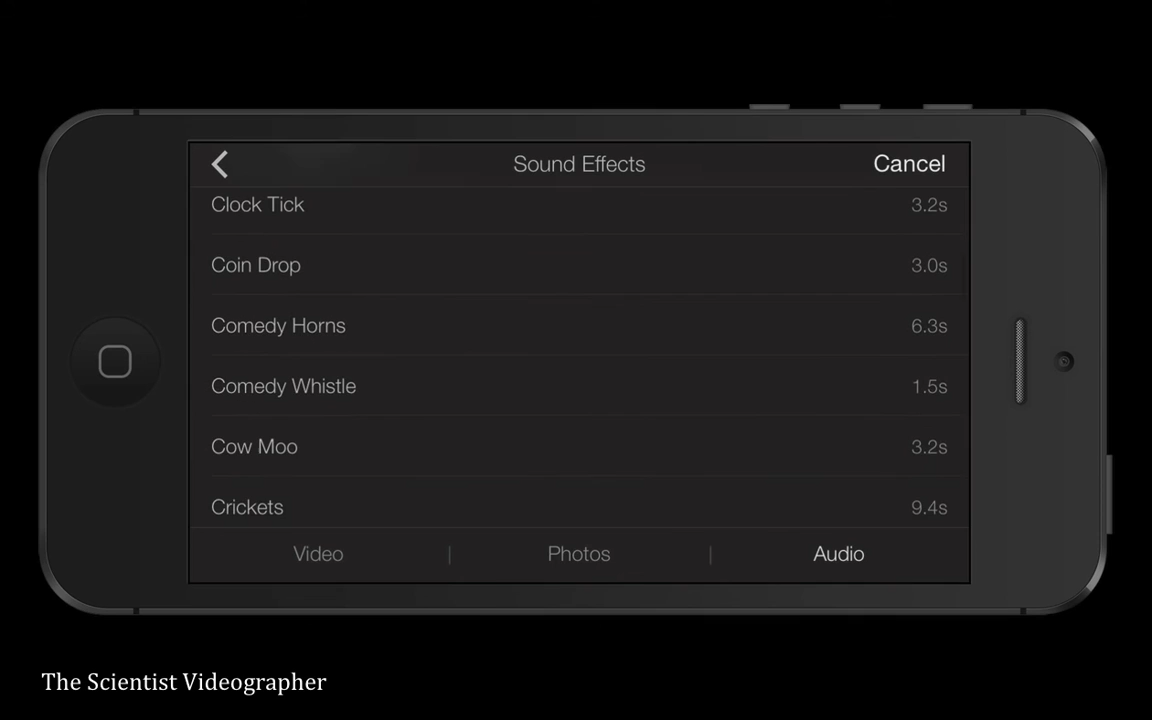 Sound Effects
Cancel
Clock Tick 3.2s
Coin Drop 3.0s
Comedy Horns 6.3s
Comedy Whistle 1.5s
Cow Moo 3.2s
Crickets 9.4s
Video | Photos | Audio
The Scientist Videographer